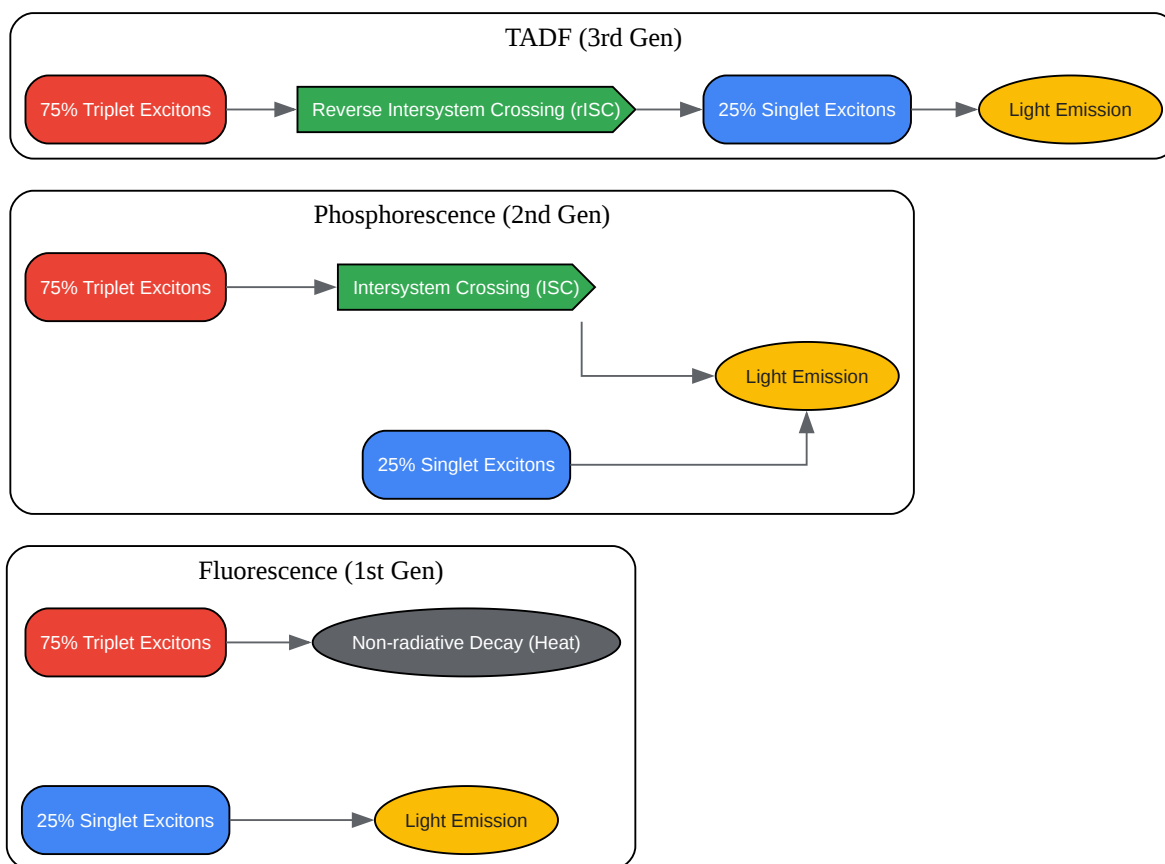 TADF (3rd Gen)
75% Triplet Excitons
Reverse Intersystem Crossing (rISC)
25% Singlet Excitons
Light Emission
Phosphorescence (2nd Gen)
75% Triplet Excitons
Intersystem Crossing (ISC)
Light Emission
25% Singlet Excitons
Fluorescence (1st Gen)
75% Triplet Excitons
Non-radiative Decay (Heat)
25% Singlet Excitons
Light Emission